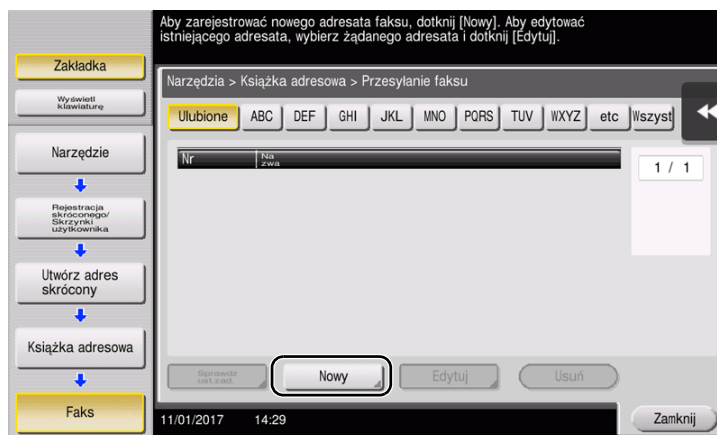 Aby zarejestrować nowego adresata faksu, dotknij [Nowy]. Aby edytować
istniejącego adresata, wybierz żądanego adresata i dotknij [Edytuj].
Zakładka
Wyświetl
klawiaturę
Narzędzie
Rejestracja
skróconego/
Skrzynki
użytkownika
Utwórz adres
skrócony
Książka adresowa
Faks
Narzędzia > Książka adresowa > Przesyłanie faksu
Ulubione ABC DEF GHI JKL MNO PQRS TUV WXYZ etc Wszyst
Nr Na
zwa
1 / 1
Sprawdź
ust.zad.
Nowy Edytuj Usuń
11/01/2017 14:29 Zamknij